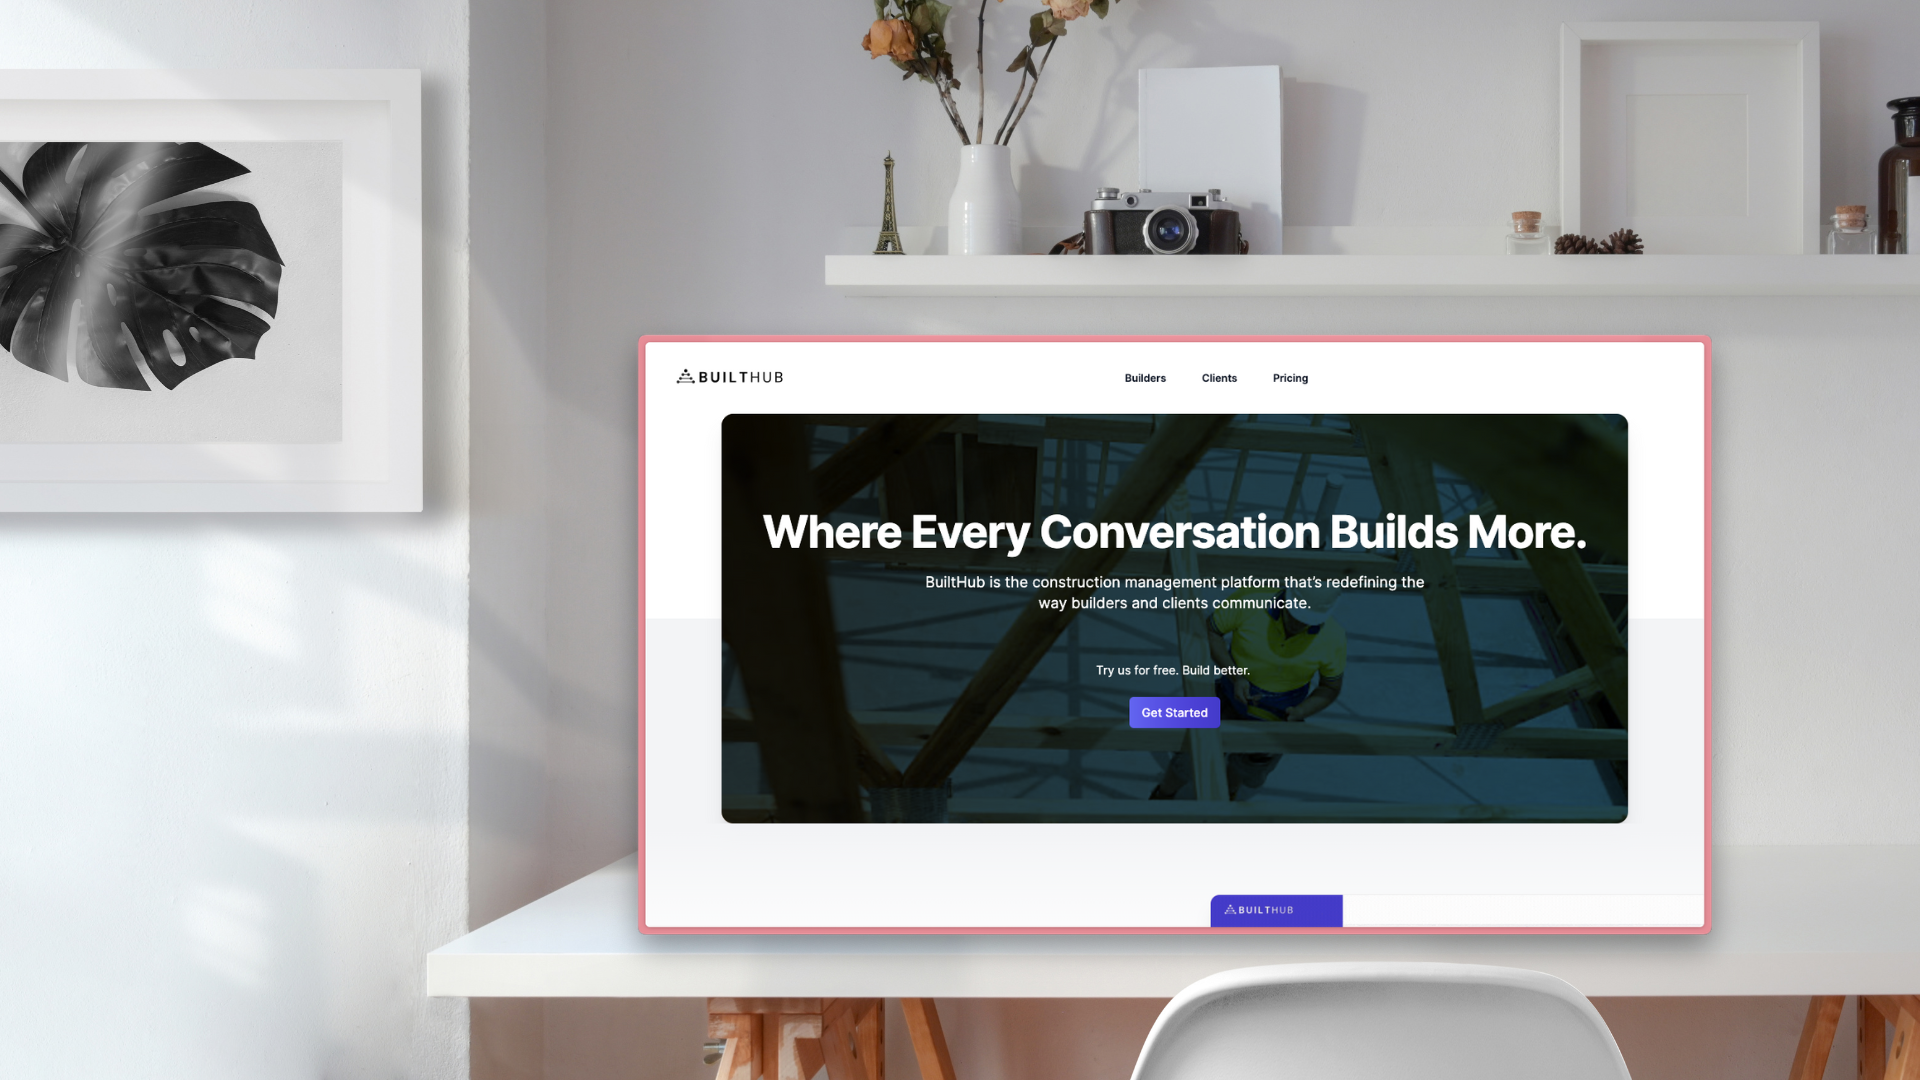 BUILTHUB
Builders
Clients
Pricing
Where Every Conversation Builds More.
BuiltHub is the construction management platform that’s redefining the
way builders and clients communicate.
Try us for free. Build better.
Get Started
BUILTHUB